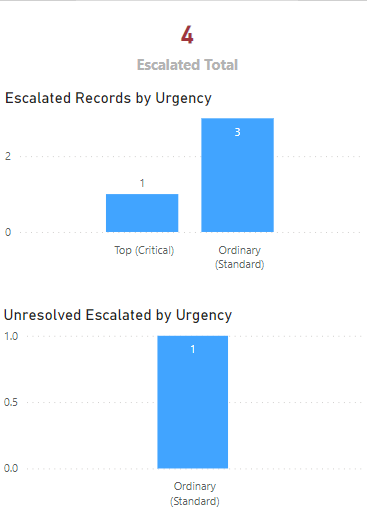 4
Escalated Total
Escalated Records by Urgency
2
0
1
3
Top (Critical)
Ordinary
(Standard)
Unresolved Escalated by Urgency
1.0
0.5
0.0
1
Ordinary
(Standard)